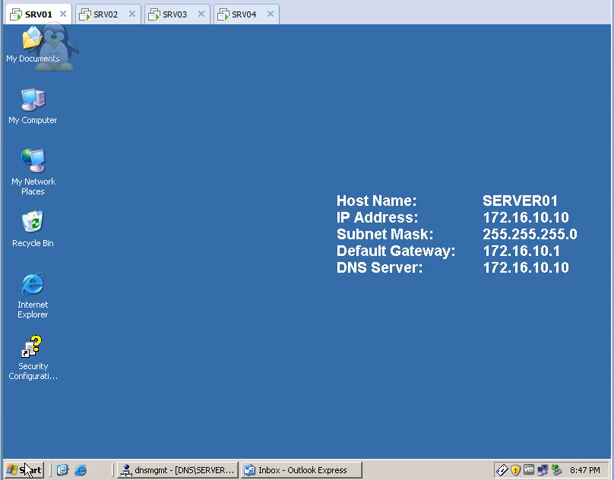 SRV01
SRV02
SRV03
SRV04
My Documents
My Computer
My Network
Places
Recycle Bin
Internet
Explorer
Security
Configurati...
Host Name: SERVER01
IP Address: 172.16.10.10
Subnet Mask: 255.255.255.0
Default Gateway: 172.16.10.1
DNS Server: 172.16.10.10
Start
dnsmgmt - [DNS\SERVER...
Inbox - Outlook Express
8:47 PM